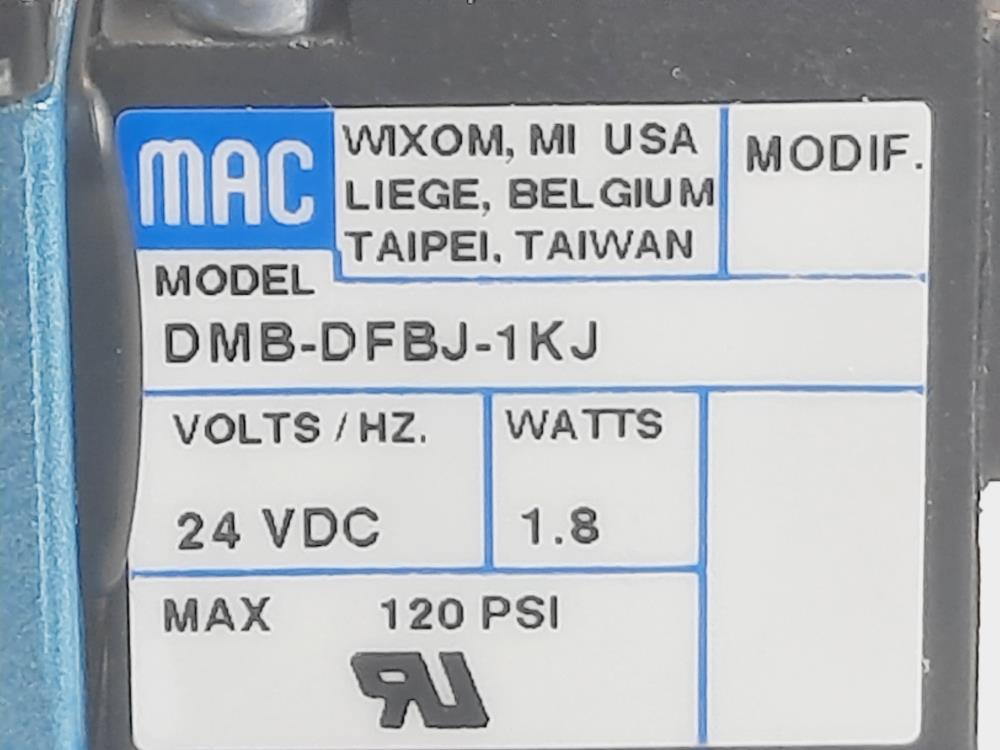 MAC
WIXOM, MI USA
LIEGE, BELGIUM
TAIPEI, TAIWAN
MODIF.
MODEL
DMB-DFBJ-1KJ
VOLTS / HZ.
24 VDC
WATTS
1.8
MAX 120 PSI
UR